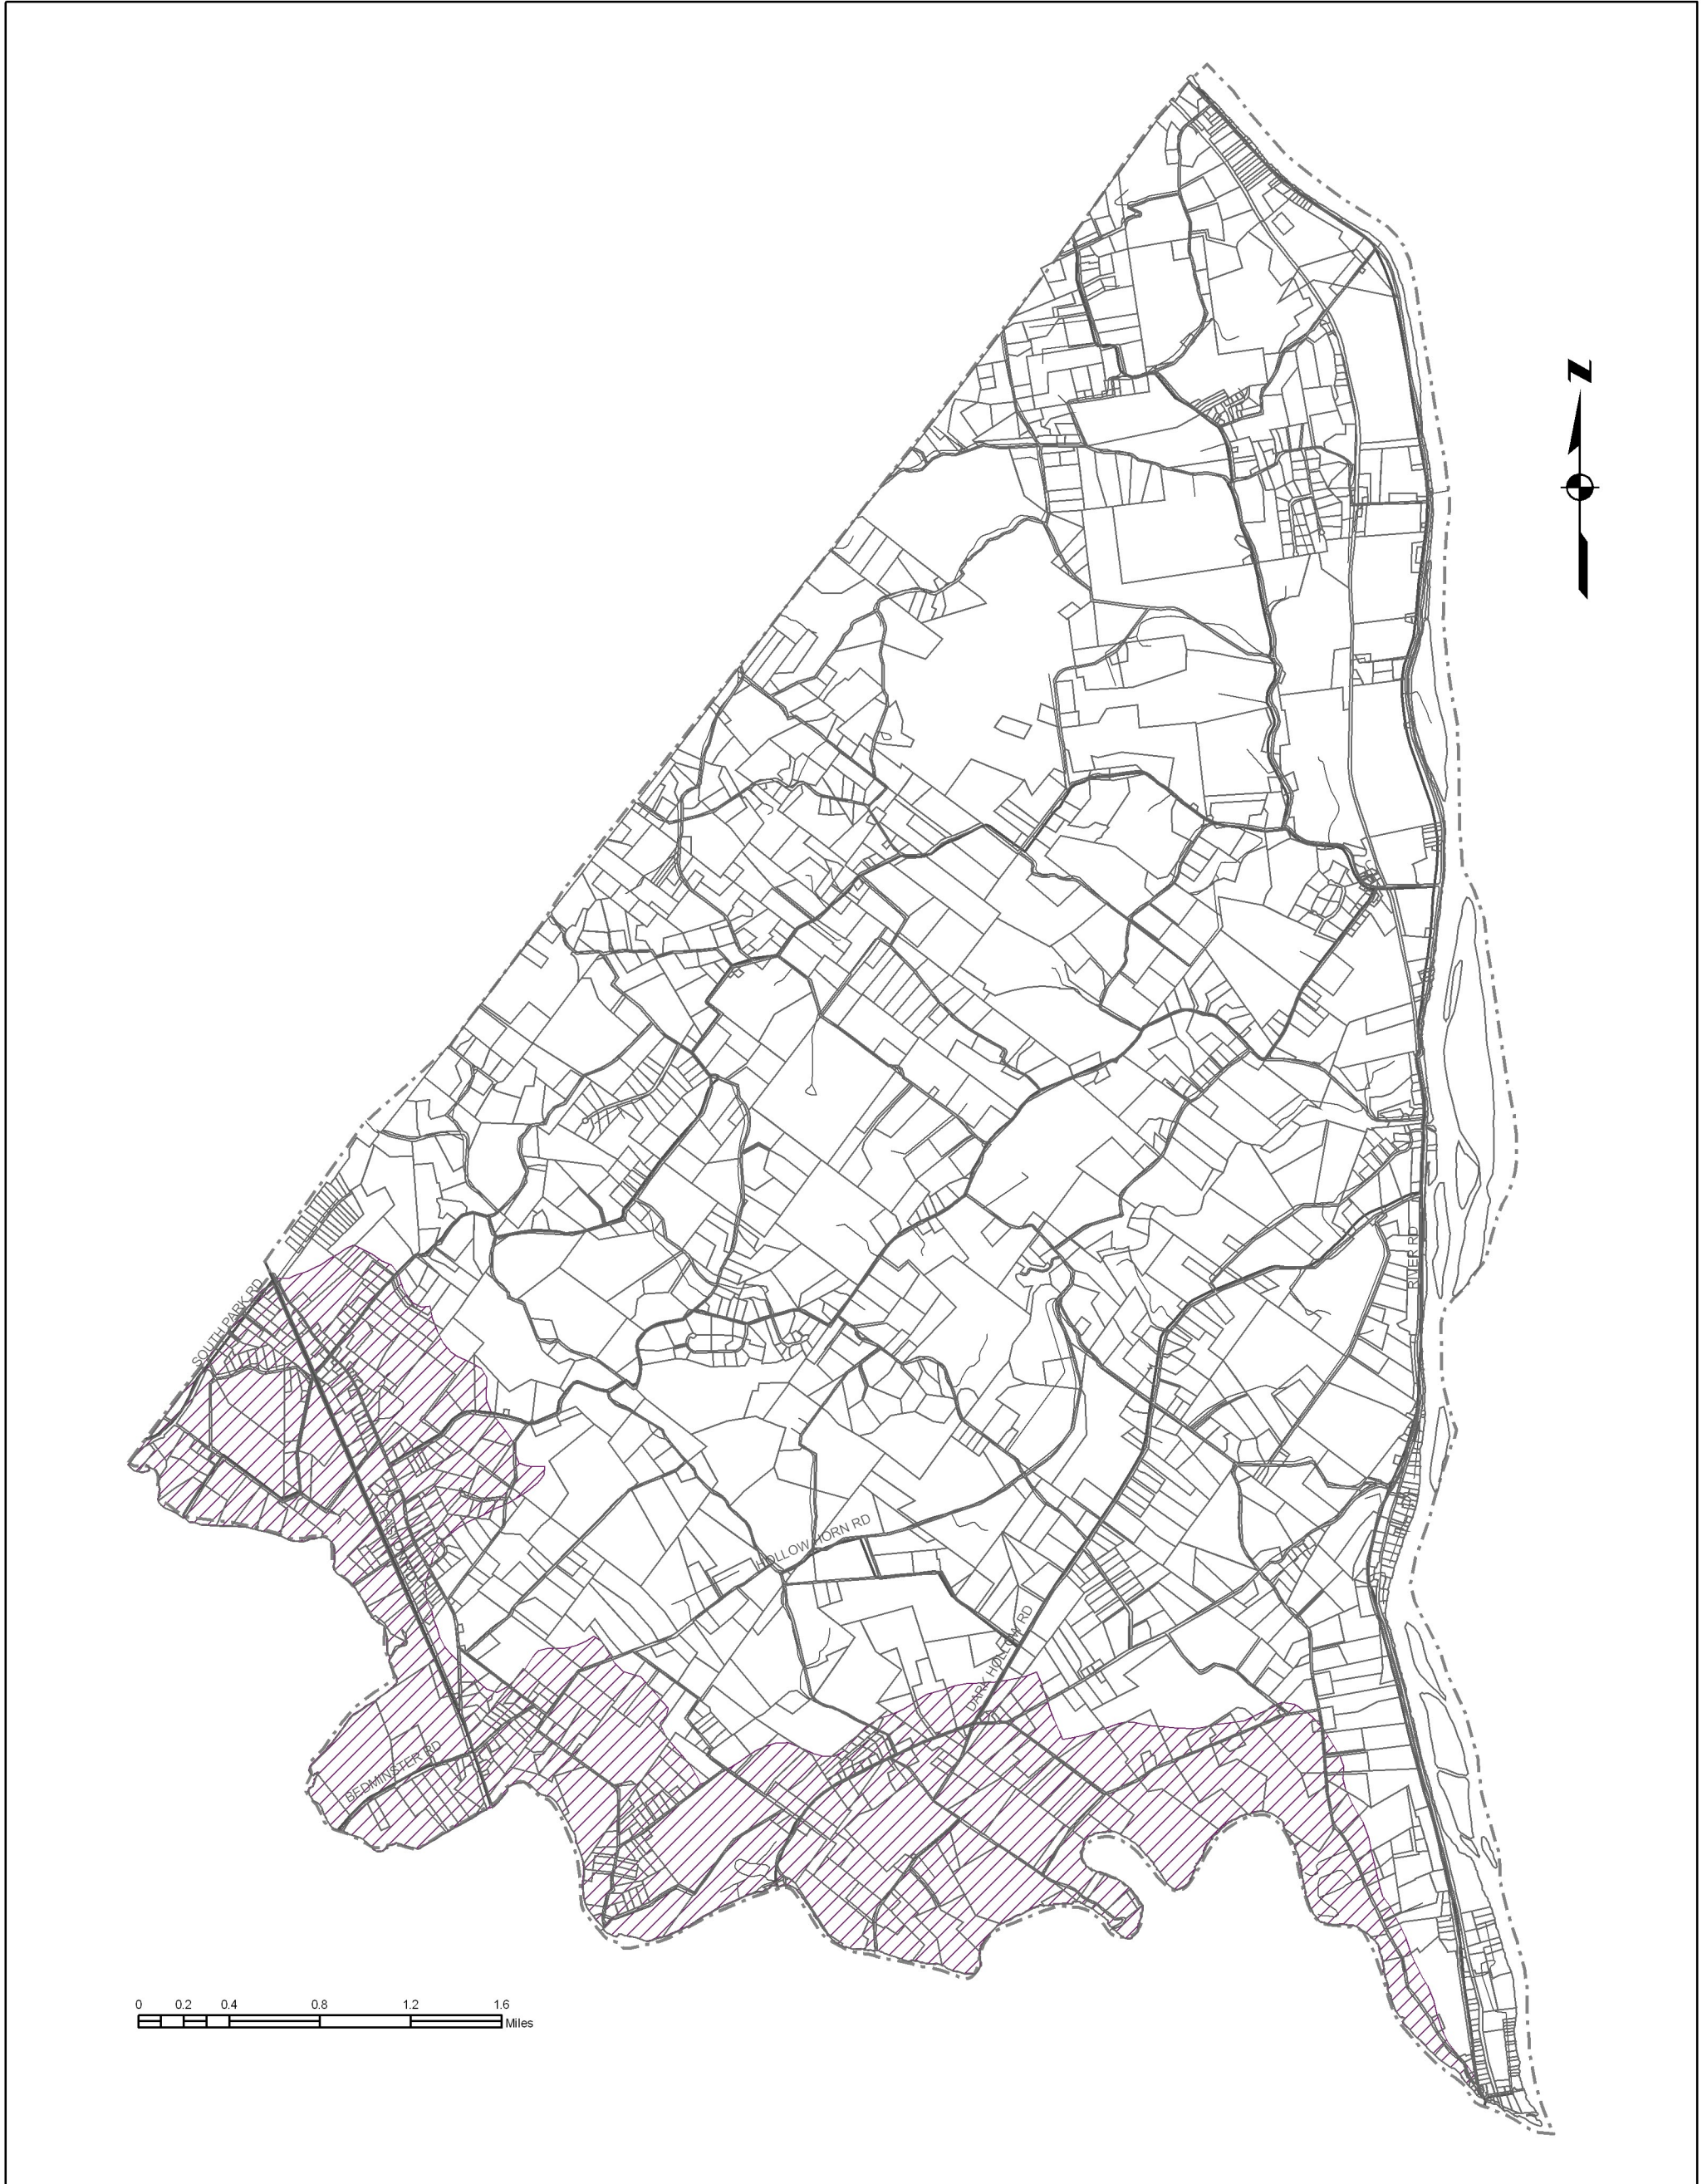 N
SOUTH PARK RD
RIVER RD
HOLLOW HORN RD
DARK HOLLOW RD
BEDMINSTER RD
0 0.2 0.4 0.8 1.2 1.6
Miles